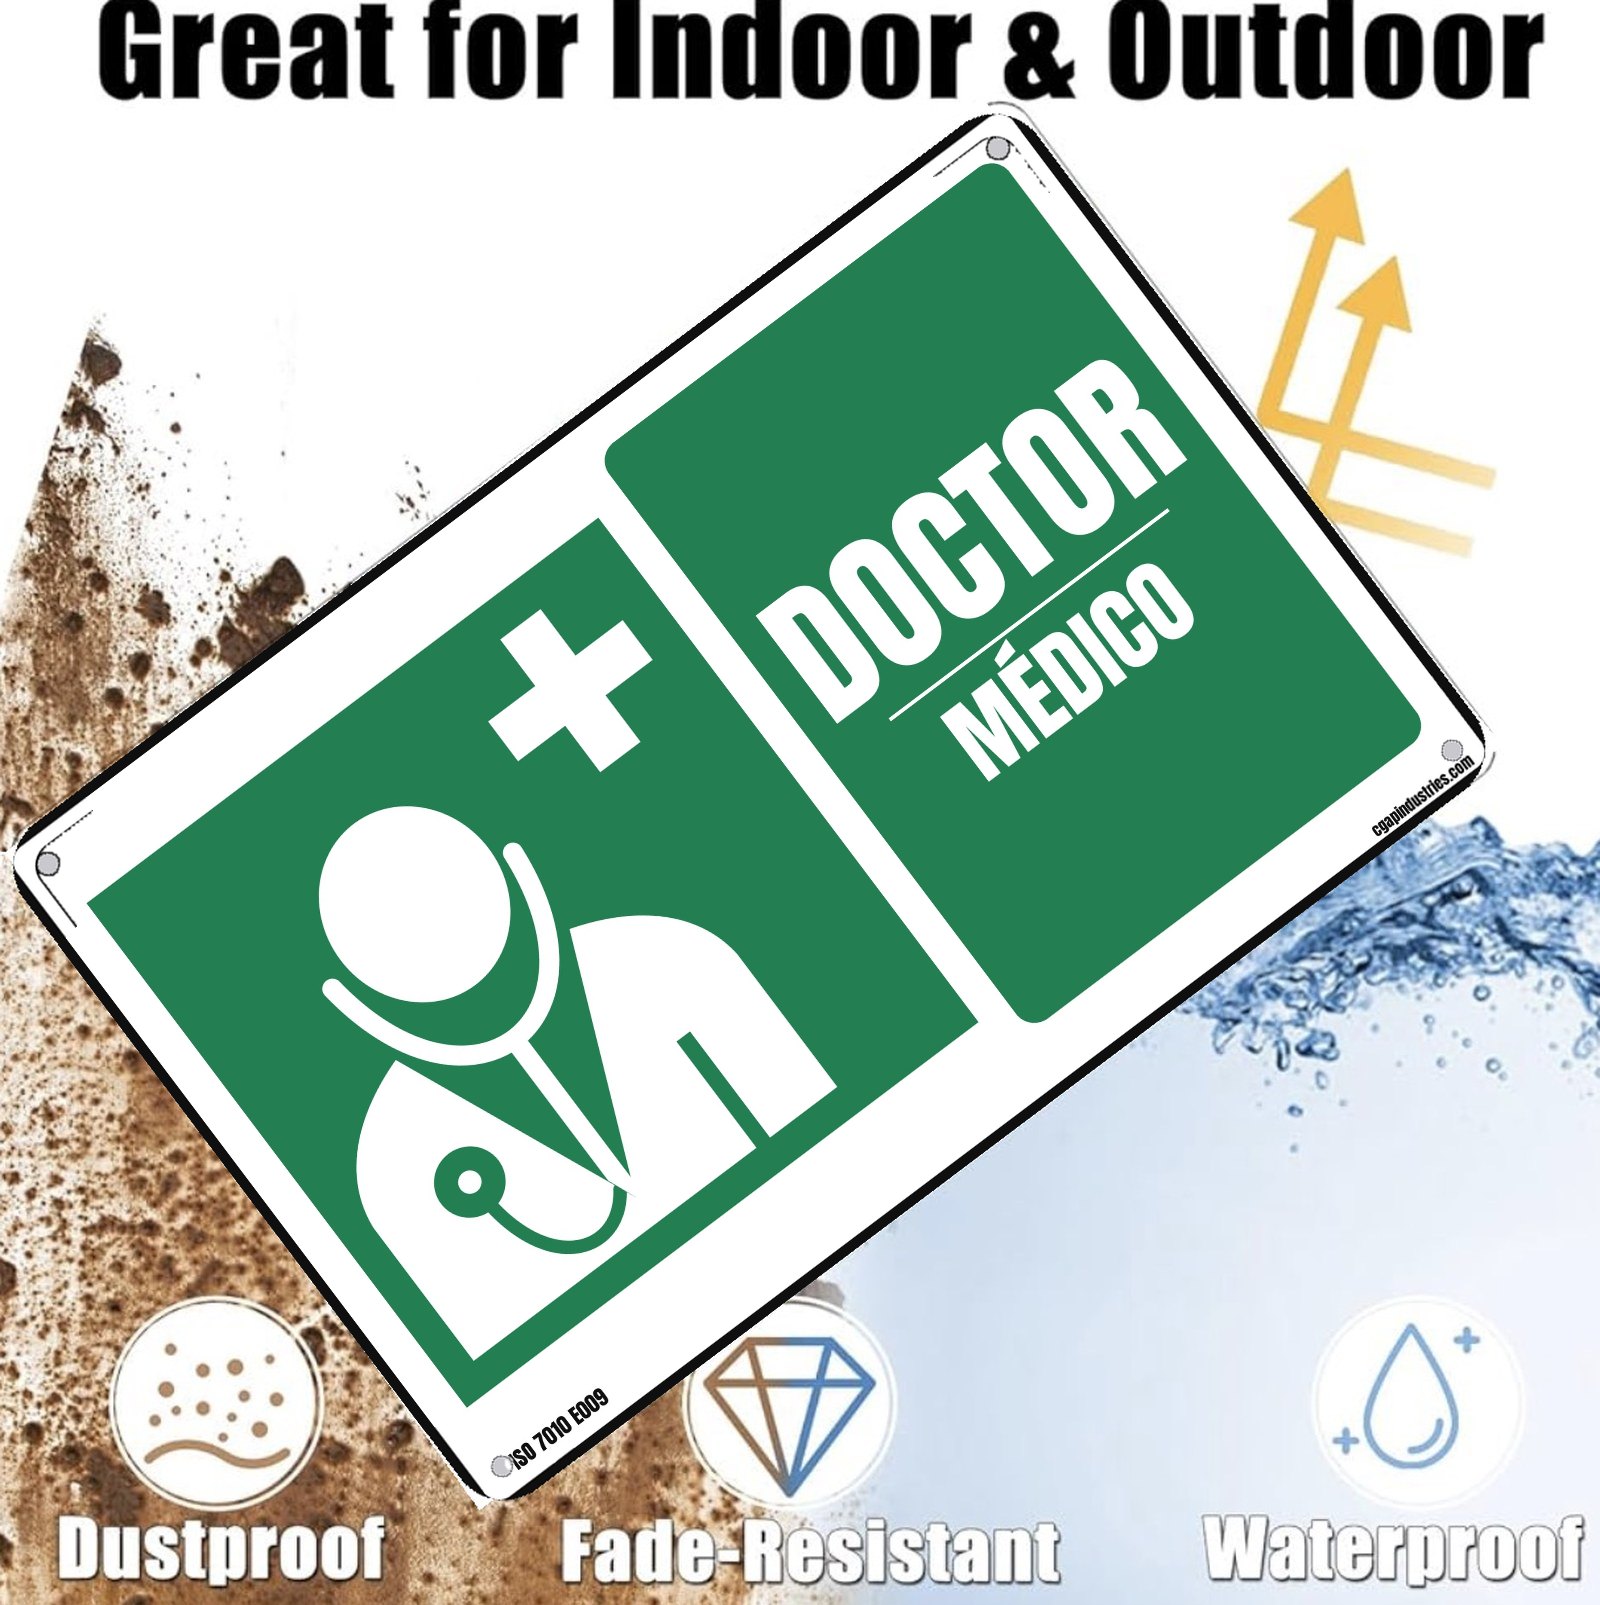 Great for Indoor & Outdoor
DOCTOR
MÉDICO
cgapindustries.com
ISO 7010 E009
Dustproof
Fade-Resistant
Waterproof